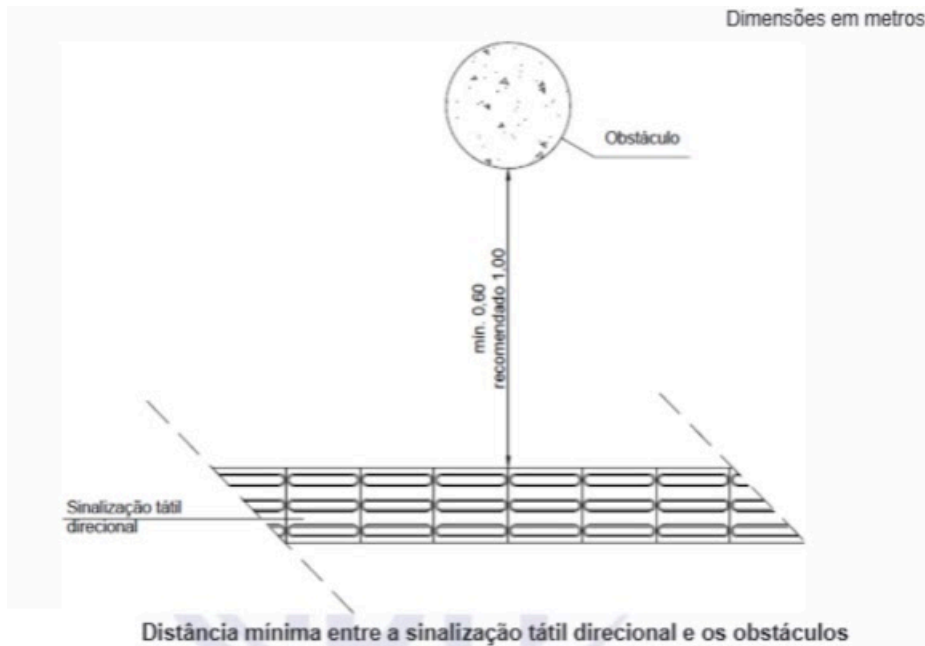 Dimensões em metros
Obstáculo
min. 0,60
recomendado 1,00
Sinalização tátil
direcional
Distância mínima entre a sinalização tátil direcional e os obstáculos